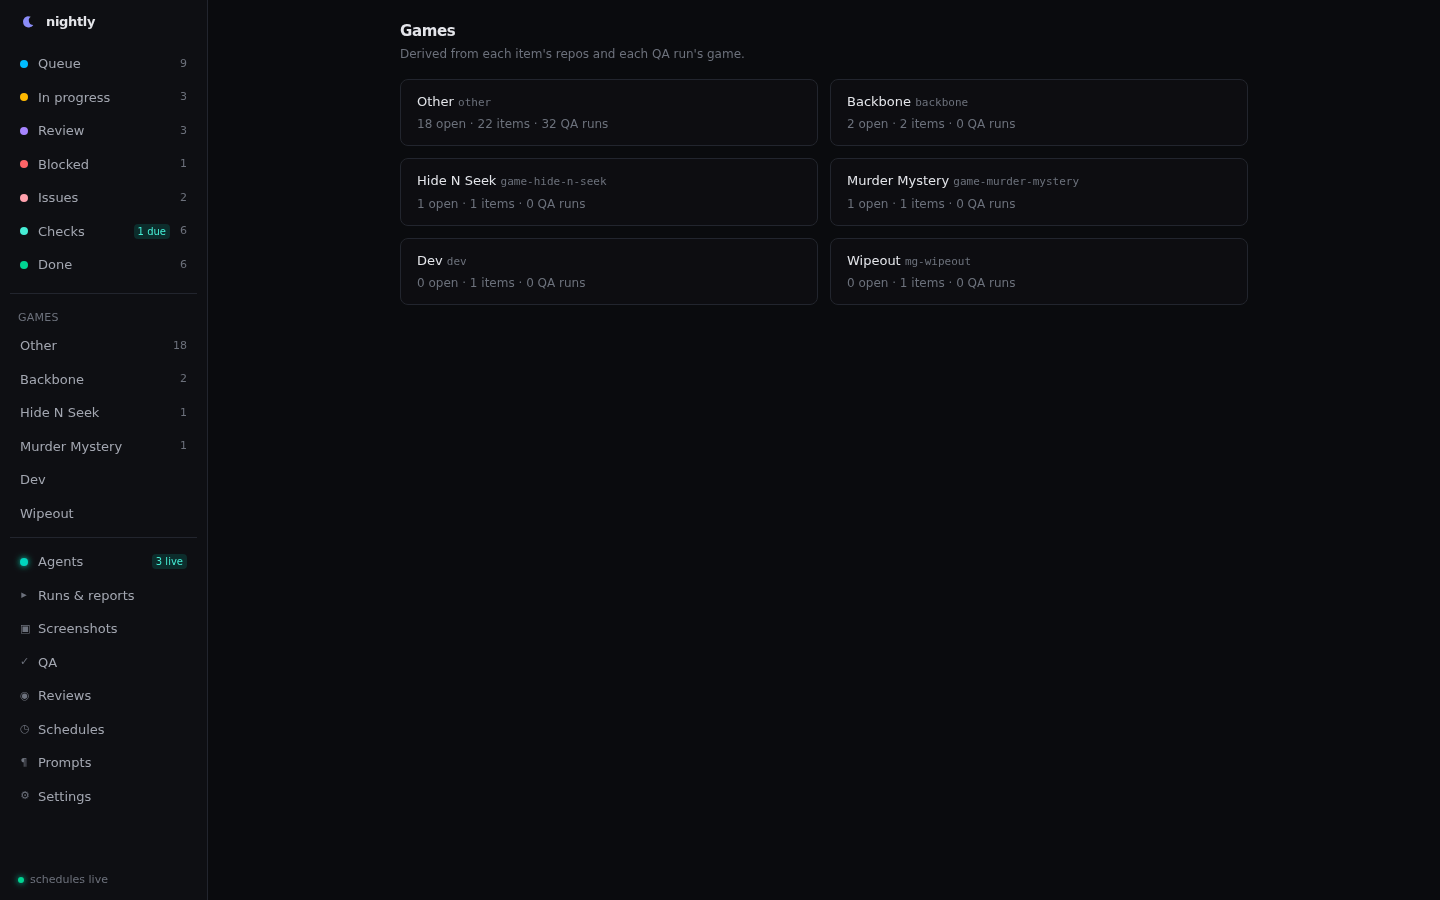 nightly
Queue 9
In progress 3
Review 3
Blocked 1
Issues 2
Checks 1 due 6
Done 6
GAMES
Other 18
Backbone 2
Hide N Seek 1
Murder Mystery 1
Dev
Wipeout
Agents 3 live
Runs & reports
Screenshots
QA
Reviews
Schedules
Prompts
Settings
schedules live
Games
Derived from each item's repos and each QA run's game.
Other other
18 open · 22 items · 32 QA runs
Backbone backbone
2 open · 2 items · 0 QA runs
Hide N Seek game-hide-n-seek
1 open · 1 items · 0 QA runs
Murder Mystery game-murder-mystery
1 open · 1 items · 0 QA runs
Dev dev
0 open · 1 items · 0 QA runs
Wipeout mg-wipeout
0 open · 1 items · 0 QA runs